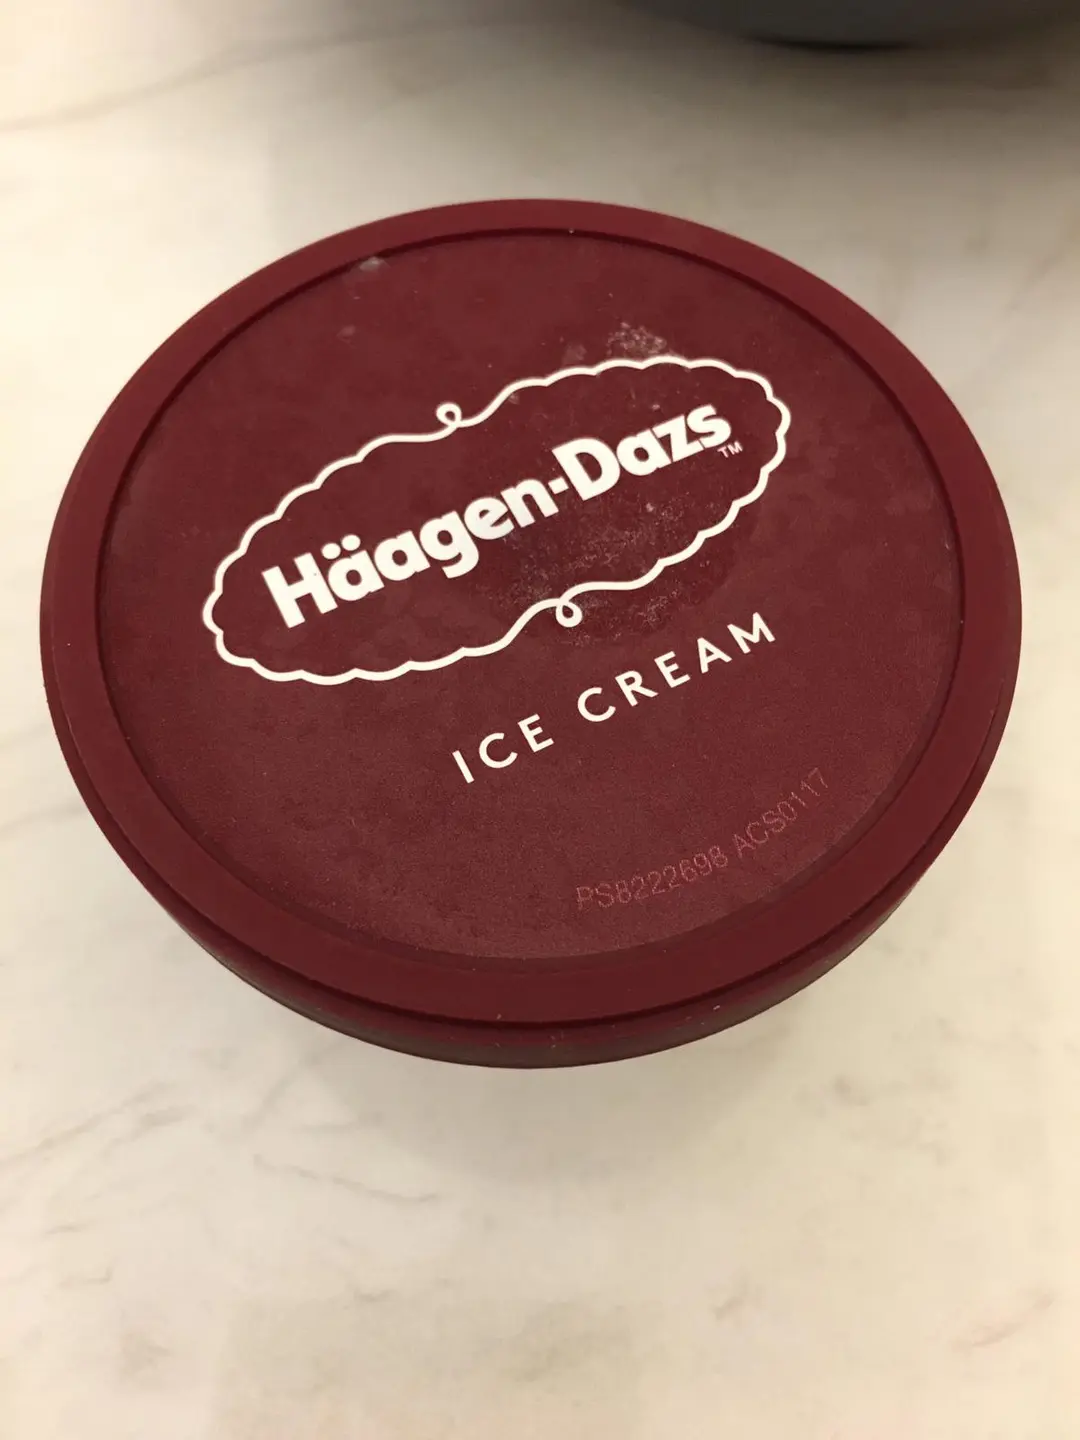 Häagen-Dazs™
ICE CREAM
PS8222698 ACS0117